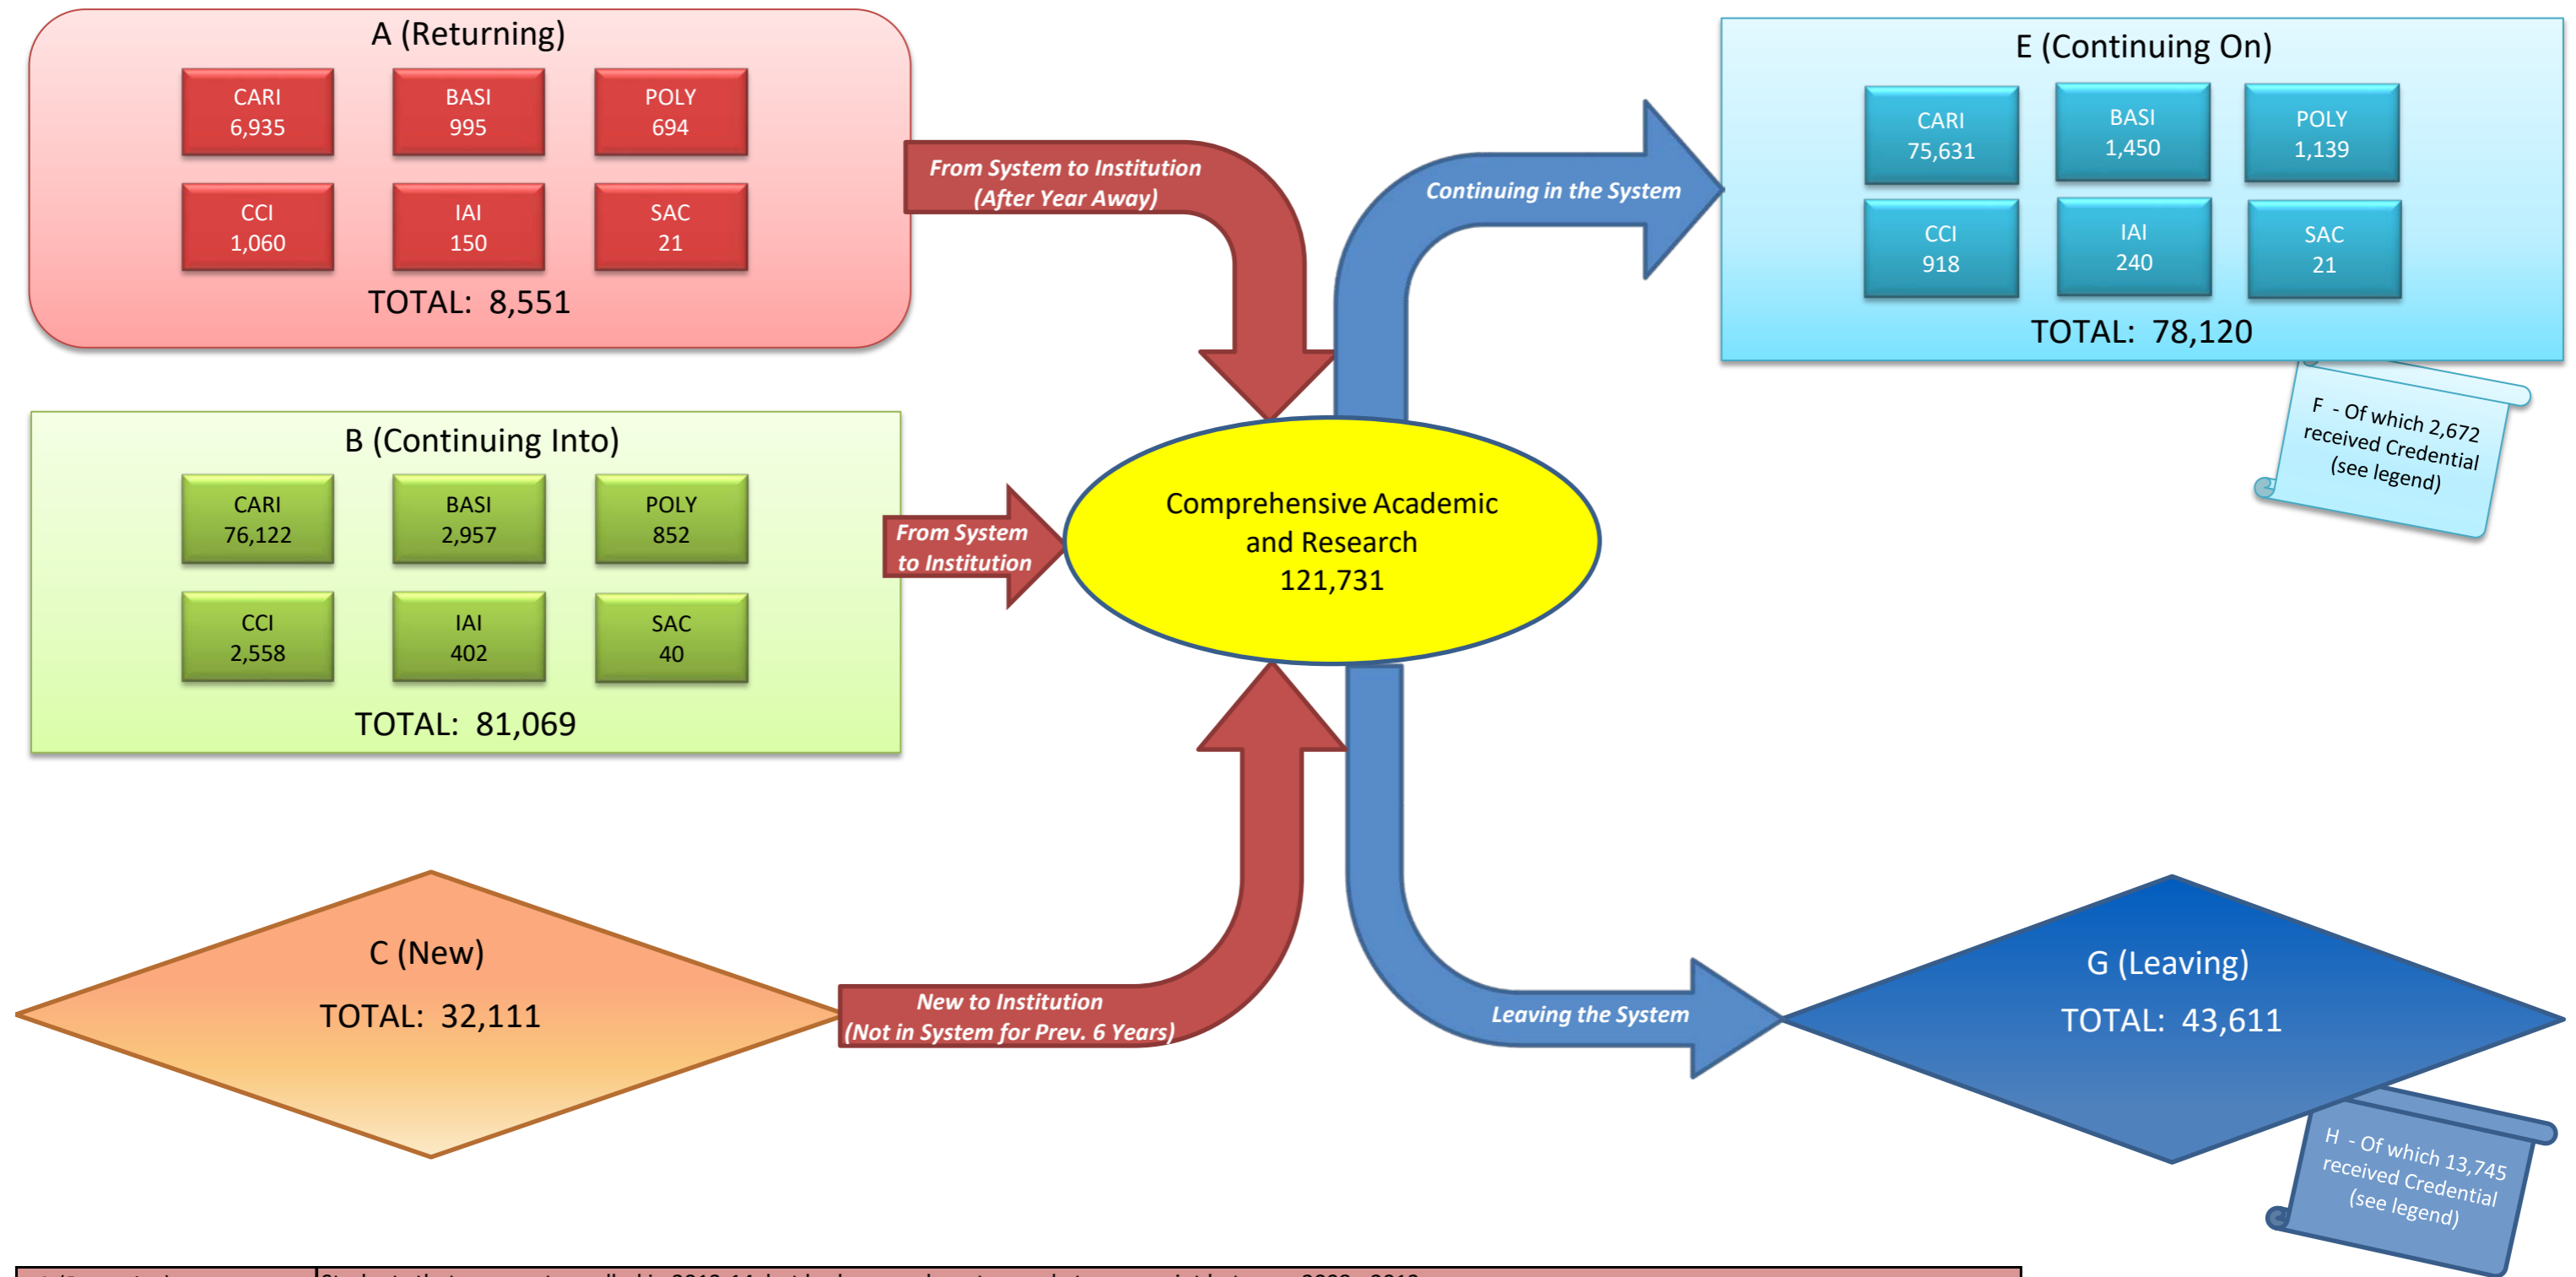 A (Returning)
CARI
6,935
BASI
995
POLY
694
CCI
1,060
IAI
150
SAC
21
TOTAL: 8,551
From System to Institution
(After Year Away)
B (Continuing Into)
CARI
76,122
BASI
2,957
POLY
852
CCI
2,558
IAI
402
SAC
40
TOTAL: 81,069
From System
to Institution
C (New)
TOTAL: 32,111
New to Institution
(Not in System for Prev. 6 Years)
Comprehensive Academic
and Research
121,731
Continuing in the System
E (Continuing On)
CARI
75,631
BASI
1,450
POLY
1,139
CCI
918
IAI
240
SAC
21
TOTAL: 78,120
F - Of which 2,672
received Credential
(see legend)
Leaving the System
G (Leaving)
TOTAL: 43,611
H - Of which 13,745
received Credential
(see legend)